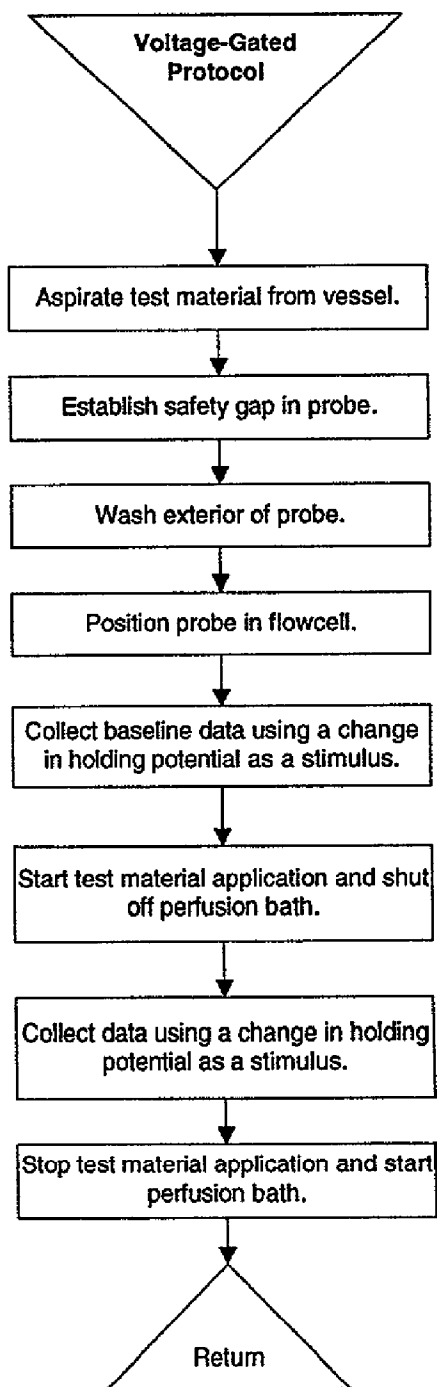 Voltage-Gated
Protocol
Aspirate test material from vessel.
Establish safety gap in probe.
Wash exterior of probe.
Position probe in flowcell.
Collect baseline data using a change
in holding potential as a stimulus.
Start test material application and shut
off perfusion bath.
Collect data using a change in holding
potential as a stimulus.
Stop test material application and start
perfusion bath.
Return